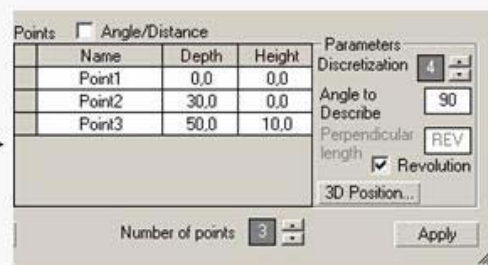 Points Angle/Distance
Name Depth Height
Point1 0,0 0,0
Point2 30,0 0,0
Point3 50,0 10,0
Parameters
Discretization 4
Angle to Describe 90
Perpendicular length REV
Revolution
3D Position...
Number of points 3
Apply